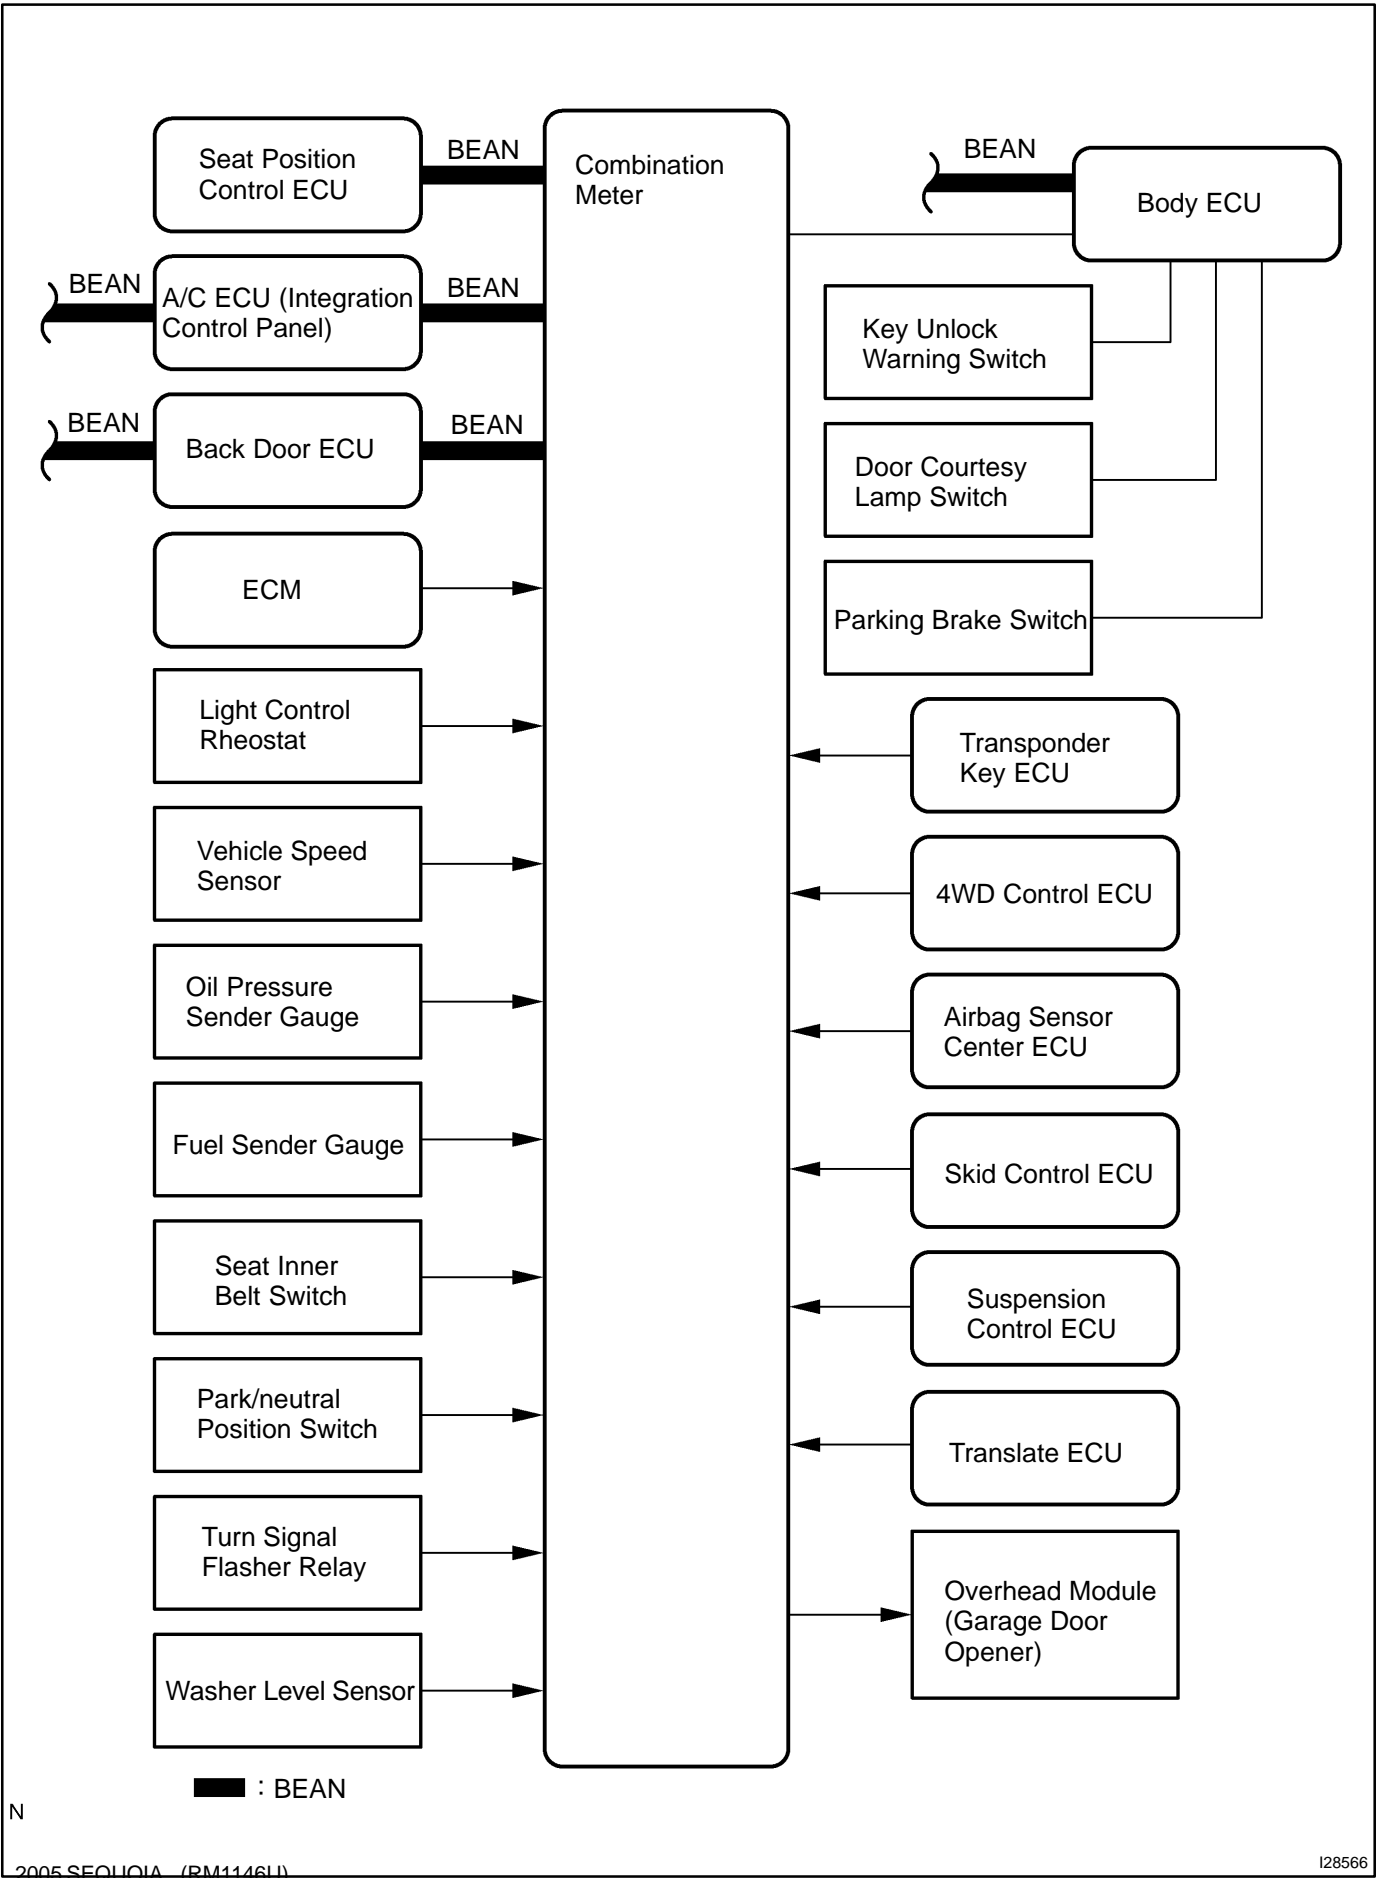 Seat Position
Control ECU
BEAN
Combination
Meter
BEAN
Body ECU
BEAN
A/C ECU (Integration
Control Panel)
BEAN
Key Unlock
Warning Switch
BEAN
Back Door ECU
BEAN
Door Courtesy
Lamp Switch
ECM
Parking Brake Switch
Light Control
Rheostat
Transponder
Key ECU
Vehicle Speed
Sensor
4WD Control ECU
Oil Pressure
Sender Gauge
Airbag Sensor
Center ECU
Fuel Sender Gauge
Skid Control ECU
Seat Inner
Belt Switch
Suspension
Control ECU
Park/neutral
Position Switch
Translate ECU
Turn Signal
Flasher Relay
Overhead Module
(Garage Door
Opener)
Washer Level Sensor
: BEAN
N
I28566
2005 SEQUOIA (RM1146U)